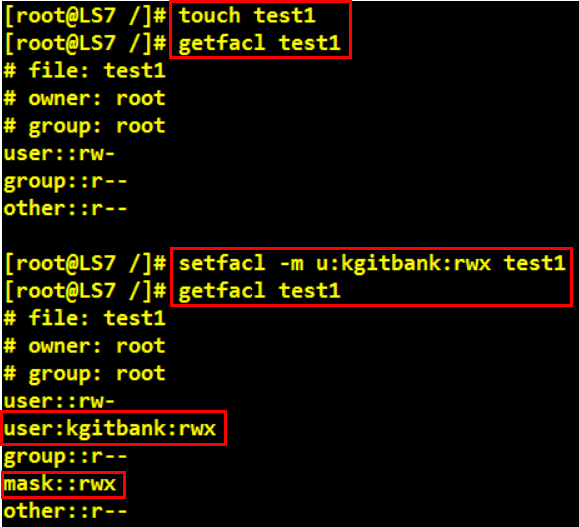 [root@LS7 /]# touch test1
[root@LS7 /]# getfacl test1
# file: test1
# owner: root
# group: root
user::rw-
group::r--
other::r--
[root@LS7 /]# setfacl -m u:kgitbank:rwx test1
[root@LS7 /]# getfacl test1
# file: test1
# owner: root
# group: root
user::rw-
user:kgitbank:rwx
group::r--
mask::rwx
other::r--